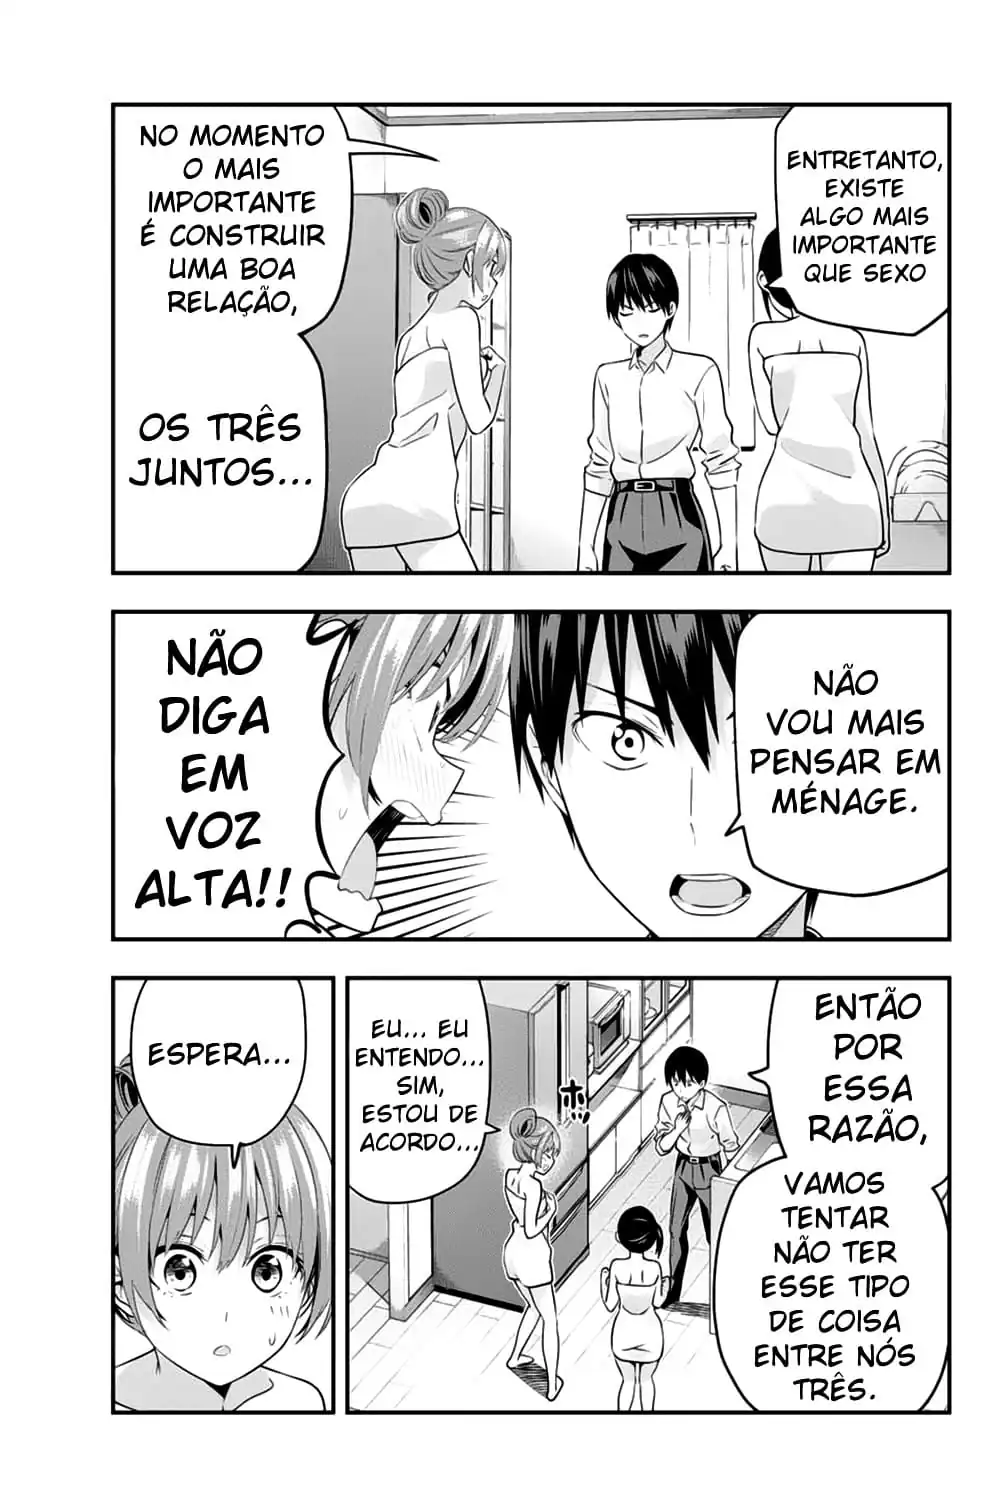 ENTRETANTO,
EXISTE
ALGO MAIS
IMPORTANTE
QUE SEXO
NO MOMENTO
O MAIS
IMPORTANTE
É CONSTRUIR
UMA BOA
RELAÇÃO,
OS TRÊS
JUNTOS...
NÃO
VOU MAIS
PENSAR EM
MÉNAGE.
NÃO
DIGA
EM
VOZ
ALTA!!
ENTÃO
POR
ESSA
RAZÃO,
VAMOS
TENTAR
NÃO TER
ESSE TIPO
DE COISA
ENTRE NÓS
TRÊS.
EU... EU
ENTENDO...
SIM,
ESTOU DE
ACORDO...
ホッ
ESPERA...